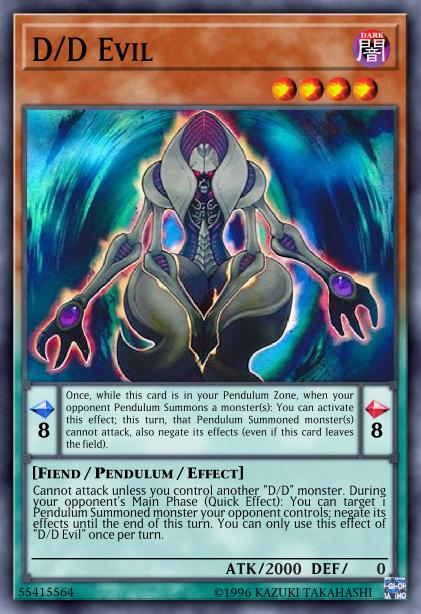 D/D Evil
DARK
闇
Once, while this card is in your Pendulum Zone, when your
opponent Pendulum Summons a monster(s): You can activate
this effect; this turn, that Pendulum Summoned monster(s)
cannot attack, also negate its effects (even if this card leaves
the field).
8
8
[Fiend / Pendulum / Effect]
Cannot attack unless you control another "D/D" monster. During
your opponent's Main Phase (Quick Effect): You can target 1
Pendulum Summoned monster your opponent controls; negate its
effects until the end of this turn. You can only use this effect of
"D/D Evil" once per turn.
ATK/2000 DEF/ 0
55415564
©1996 KAZUKI TAKAHASHI